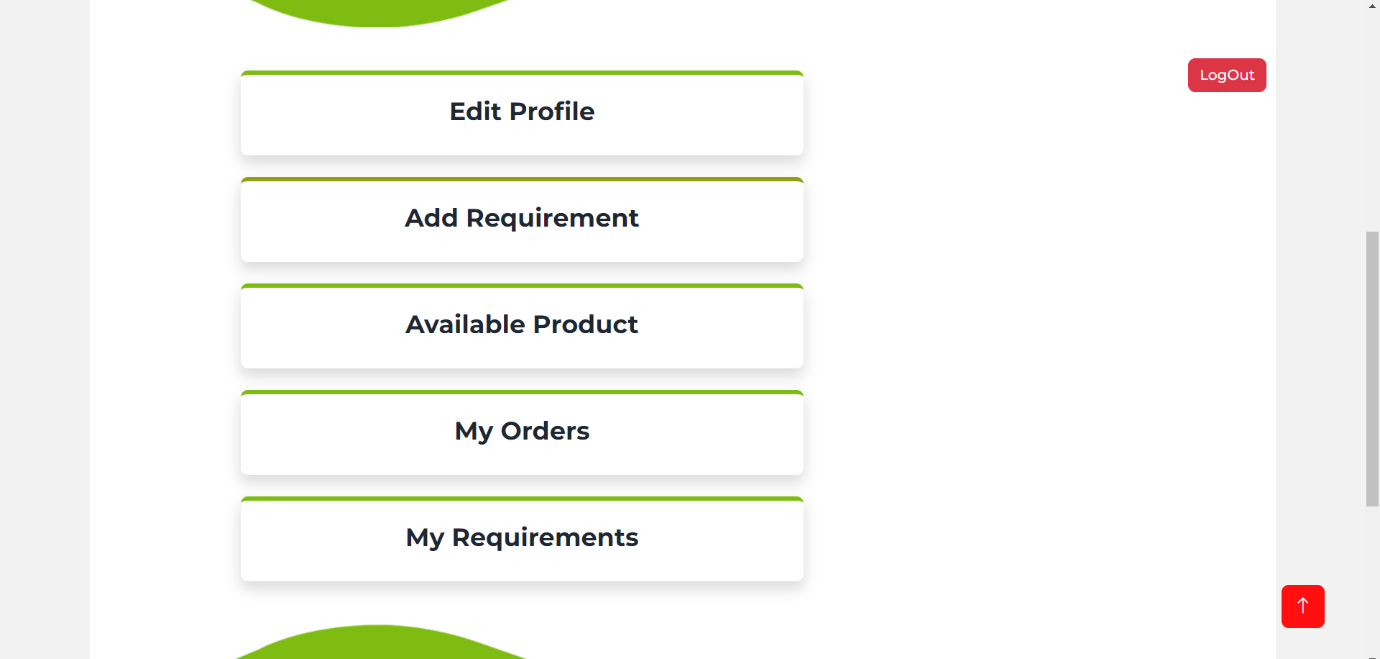 LogOut
Edit Profile
Add Requirement
Available Product
My Orders
My Requirements